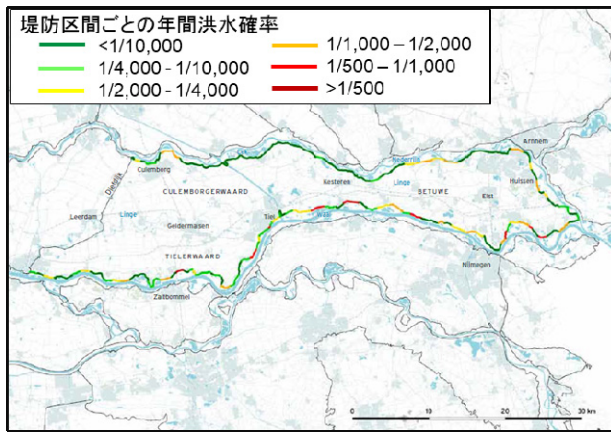 堤防区間ごとの年間洪水確率
<1/10,000
1/1,000 – 1/2,000
1/4,000 - 1/10,000
1/500 – 1/1,000
1/2,000 - 1/4,000
>1/500
Arnhem
Culemborg
Diefdijk
Nederrijn
Kesteren
Linge
Huissen
CULEMBORGERWAARD
BETUWE
Elst
Leerdam
Linge
Tiel
Waal
Geldermalsen
TIELERWAARD
Nijmegen
Zaltbommel
0 10 20 30 km